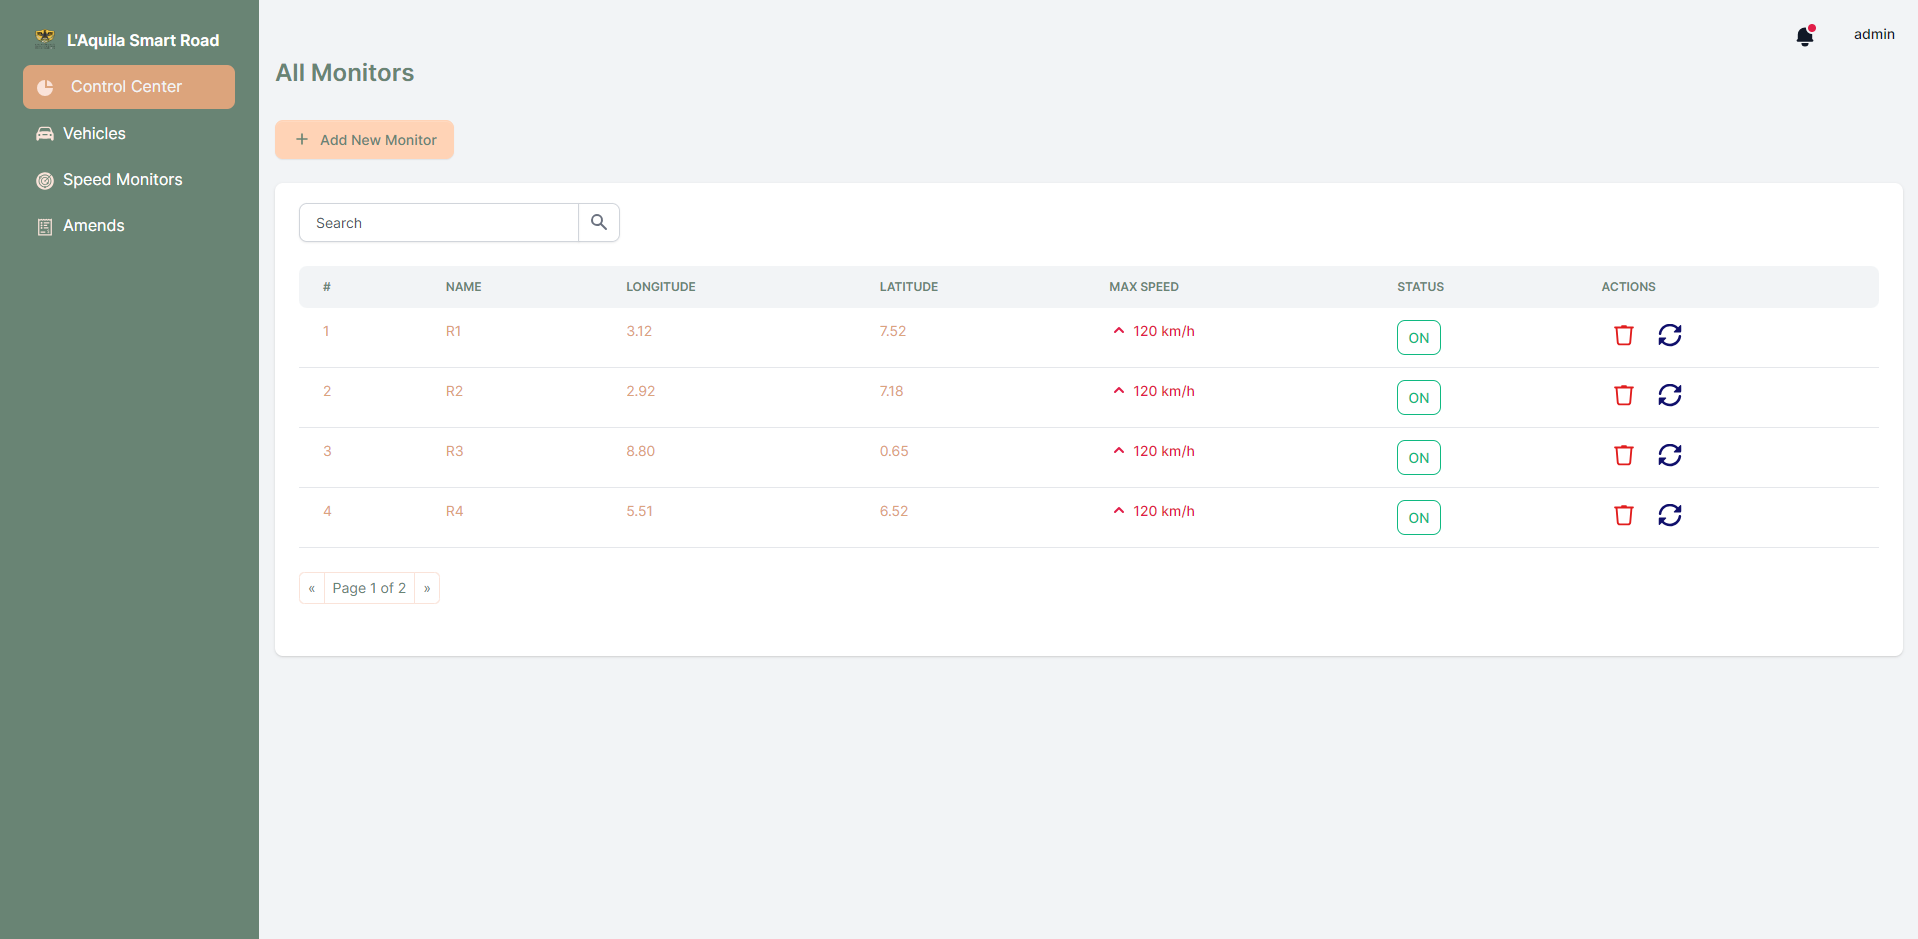 L'Aquila Smart Road
Control Center
Vehicles
Speed Monitors
Amends
admin
All Monitors
+ Add New Monitor
Search
# NAME LONGITUDE LATITUDE MAX SPEED STATUS ACTIONS
1 R1 3.12 7.52 120 km/h ON
2 R2 2.92 7.18 120 km/h ON
3 R3 8.80 0.65 120 km/h ON
4 R4 5.51 6.52 120 km/h ON
« Page 1 of 2 »